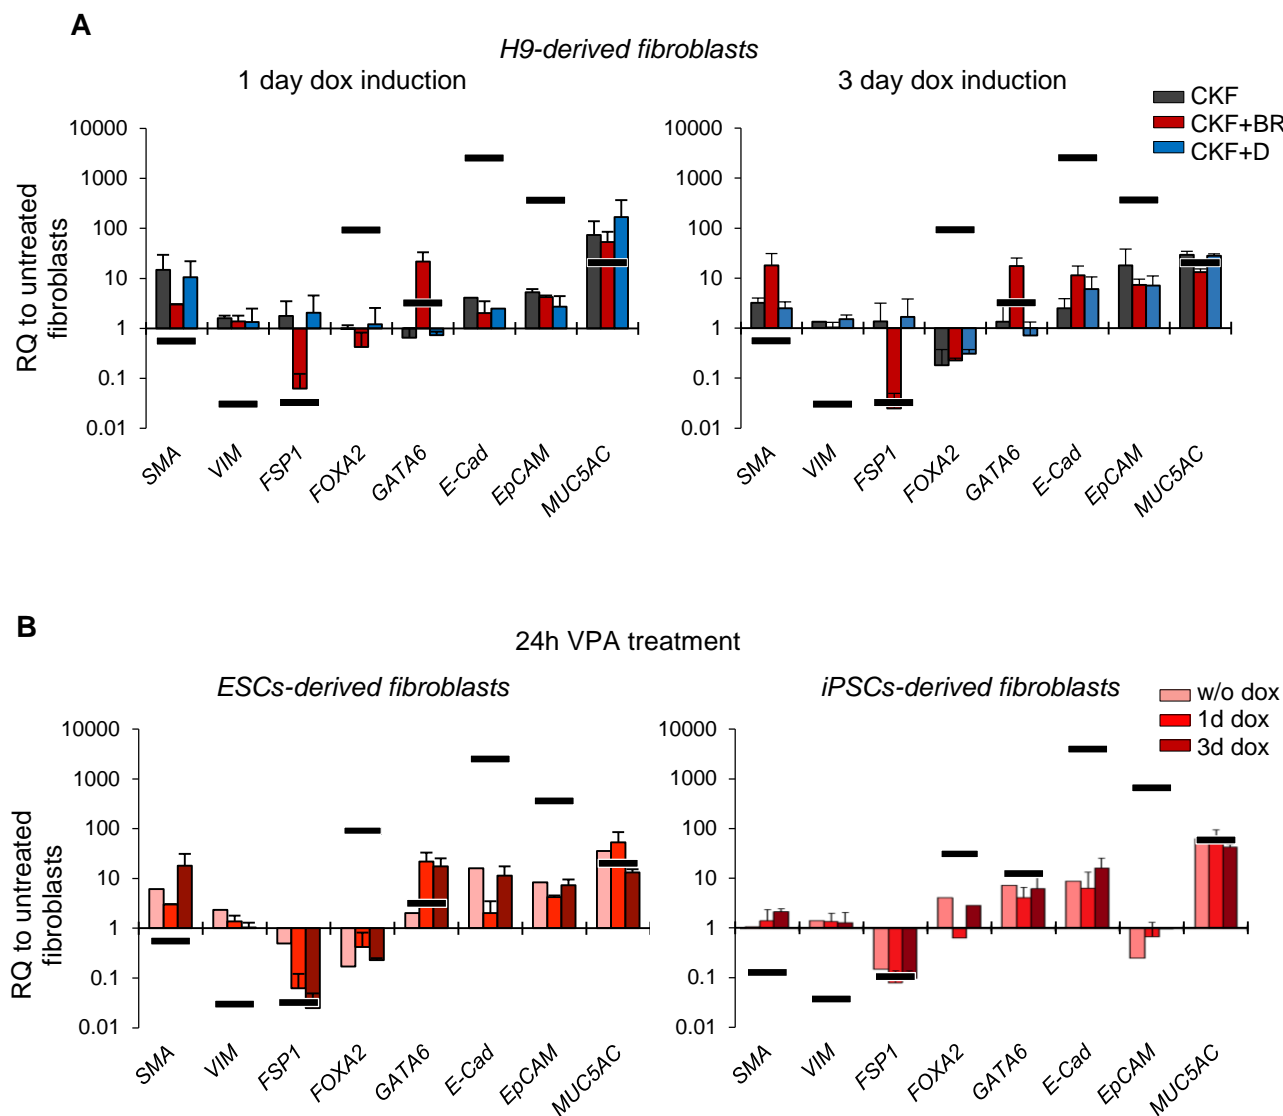 A
H9-derived fibroblasts
1 day dox induction
3 day dox induction
CKF
CKF+BR
CKF+D
RQ to untreated
fibroblasts
10000
1000
100
10
1
0.1
0.01
SMA
VIM
FSP1
FOXA2
GATA6
E-Cad
EpCAM
MUC5AC
10000
1000
100
10
1
0.1
0.01
SMA
VIM
FSP1
FOXA2
GATA6
E-Cad
EpCAM
MUC5AC
B
24h VPA treatment
ESCs-derived fibroblasts
iPSCs-derived fibroblasts
w/o dox
1d dox
3d dox
RQ to untreated
fibroblasts
10000
1000
100
10
1
0.1
0.01
SMA
VIM
FSP1
FOXA2
GATA6
E-Cad
EpCAM
MUC5AC
10000
1000
100
10
1
0.1
0.01
SMA
VIM
FSP1
FOXA2
GATA6
E-Cad
EpCAM
MUC5AC